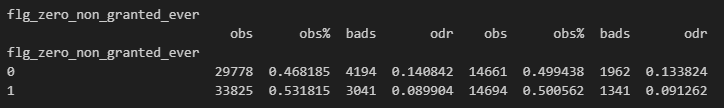 flg_zero_non_granted_ever
obs obs% bads odr obs obs% bads odr
flg_zero_non_granted_ever
0 29778 0.468185 4194 0.140842 14661 0.499438 1962 0.133824
1 33825 0.531815 3041 0.089904 14694 0.500562 1341 0.091262